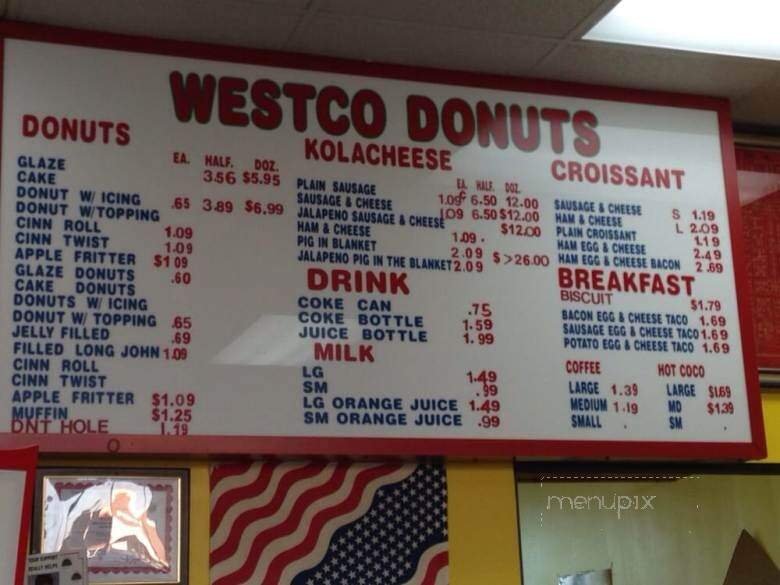 WESTCO DONUTS
DONUTS
EA. HALF. DOZ.
GLAZE 3.56 $5.95
CAKE
DONUT W/ ICING .65 3.89 $6.99
DONUT W/TOPPING
CINN ROLL 1.09
CINN TWIST 1.09
APPLE FRITTER $1 09
GLAZE DONUTS .60
CAKE DONUTS
DONUTS W/ ICING
DONUT W/ TOPPING .65
JELLY FILLED .69
FILLED LONG JOHN 1.09
CINN ROLL
CINN TWIST
APPLE FRITTER $1.09
MUFFIN $1.25
DNT HOLE 1.19
KOLACHEESE
EA. HALF. DOZ.
PLAIN SAUSAGE
SAUSAGE & CHEESE 1.09 6.50 12.00
JALAPENO SAUSAGE & CHEESE 1.09 6.50 $12.00
HAM & CHEESE $12.00
PIG IN BLANKET 1.09.
2.09
JALAPENO PIG IN THE BLANKET 2.09 $>26.00
DRINK
COKE CAN .75
COKE BOTTLE 1.59
JUICE BOTTLE 1.99
MILK
LG 1.49
SM .99
LG ORANGE JUICE 1.49
SM ORANGE JUICE .99
CROISSANT
SAUSAGE & CHEESE S 1.19
HAM & CHEESE L 2.09
PLAIN CROISSANT 1.19
HAM EGG & CHEESE 2.49
HAM EGG & CHEESE BACON 2.69
BREAKFAST
BISCUIT $1.79
BACON EGG & CHEESE TACO 1.69
SAUSAGE EGG & CHEESE TACO 1.69
POTATO EGG & CHEESE TACO 1.69
COFFEE
LARGE 1.39
MEDIUM 1.19
SMALL .
HOT COCO
LARGE $1.69
MD $1.39
SM .
YOUR SUPPORT
REALLY HELPS
menupix